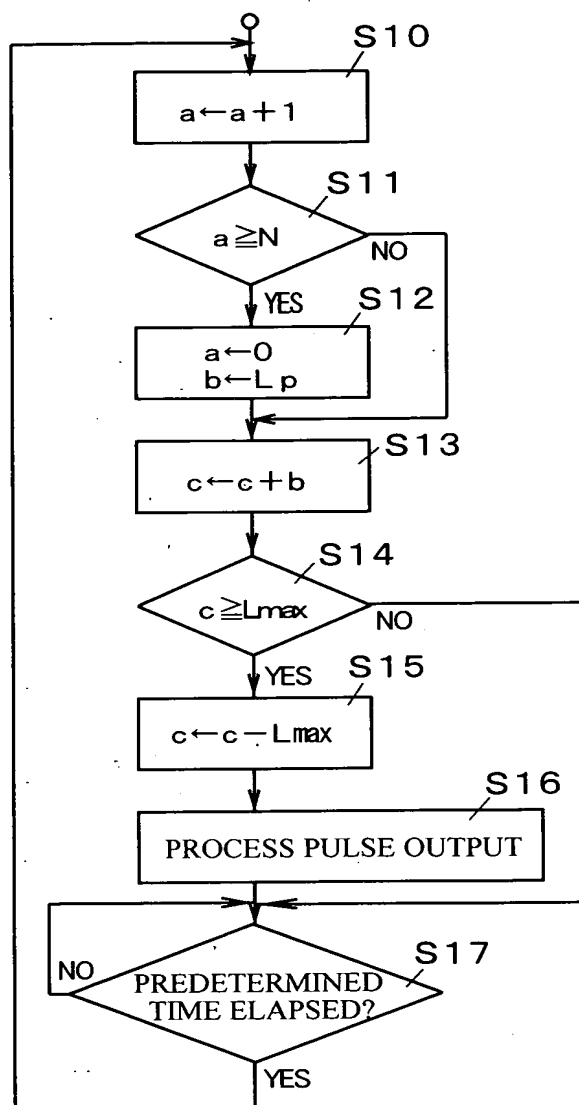 S10
a←a+1
S11
a≧N
NO
YES
S12
a←0
b←Lp
S13
c←c+b
S14
c≧Lmax
NO
YES
S15
c←c−Lmax
S16
PROCESS PULSE OUTPUT
S17
NO
PREDETERMINED
TIME ELAPSED?
YES